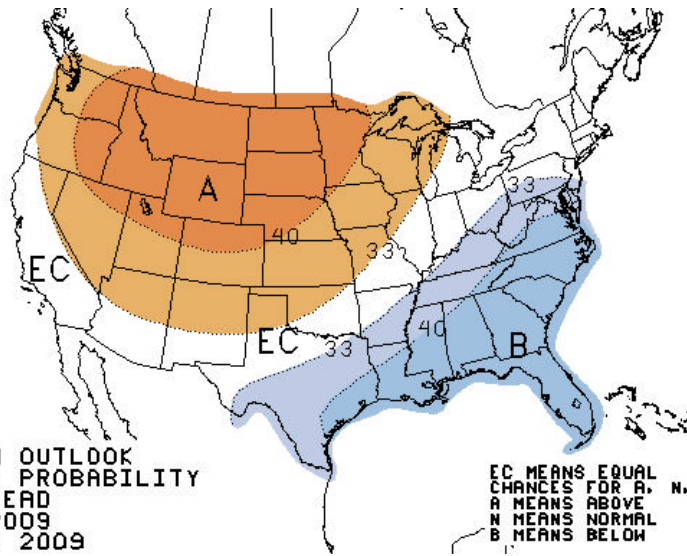 33
A
40
33
EC
40
EC
33
B
OUTLOOK
PROBABILITY
EAD
009
2009
EC MEANS EQUAL
CHANCES FOR A, N,
A MEANS ABOVE
N MEANS NORMAL
B MEANS BELOW